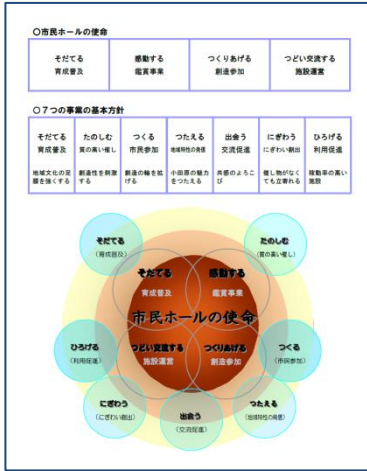 〇市民ホールの使命
そだてる 感動する つくりあげる つどい交流する
育成普及 鑑賞事業 創造参加 施設運営
〇7つの事業の基本方針
そだてる たのしむ つくる つたえる 出会う にぎわう ひろげる
育成普及 質の高い催し 市民参加 地域特性の発信 交流促進 にぎわい創出 利用促進
地域文化の足 創造性を刺激 創造の輪を拡 小田原の魅力 共感のよろこ 催し物がなく 稼動率の高い
腰を強くする する げる をつたえる び ても立寄れる 施設
そだてる
(育成普及)
たのしむ
(質の高い催し)
そだてる 感動する
育成普及 鑑賞事業
市民ホールの使命
ひろげる
(利用促進)
つどい交流する つくりあげる
施設運営 創造参加
つくる
(市民参加)
にぎわう
(にぎわい創出)
出会う
(交流促進)
つたえる
(地域特性の発信)